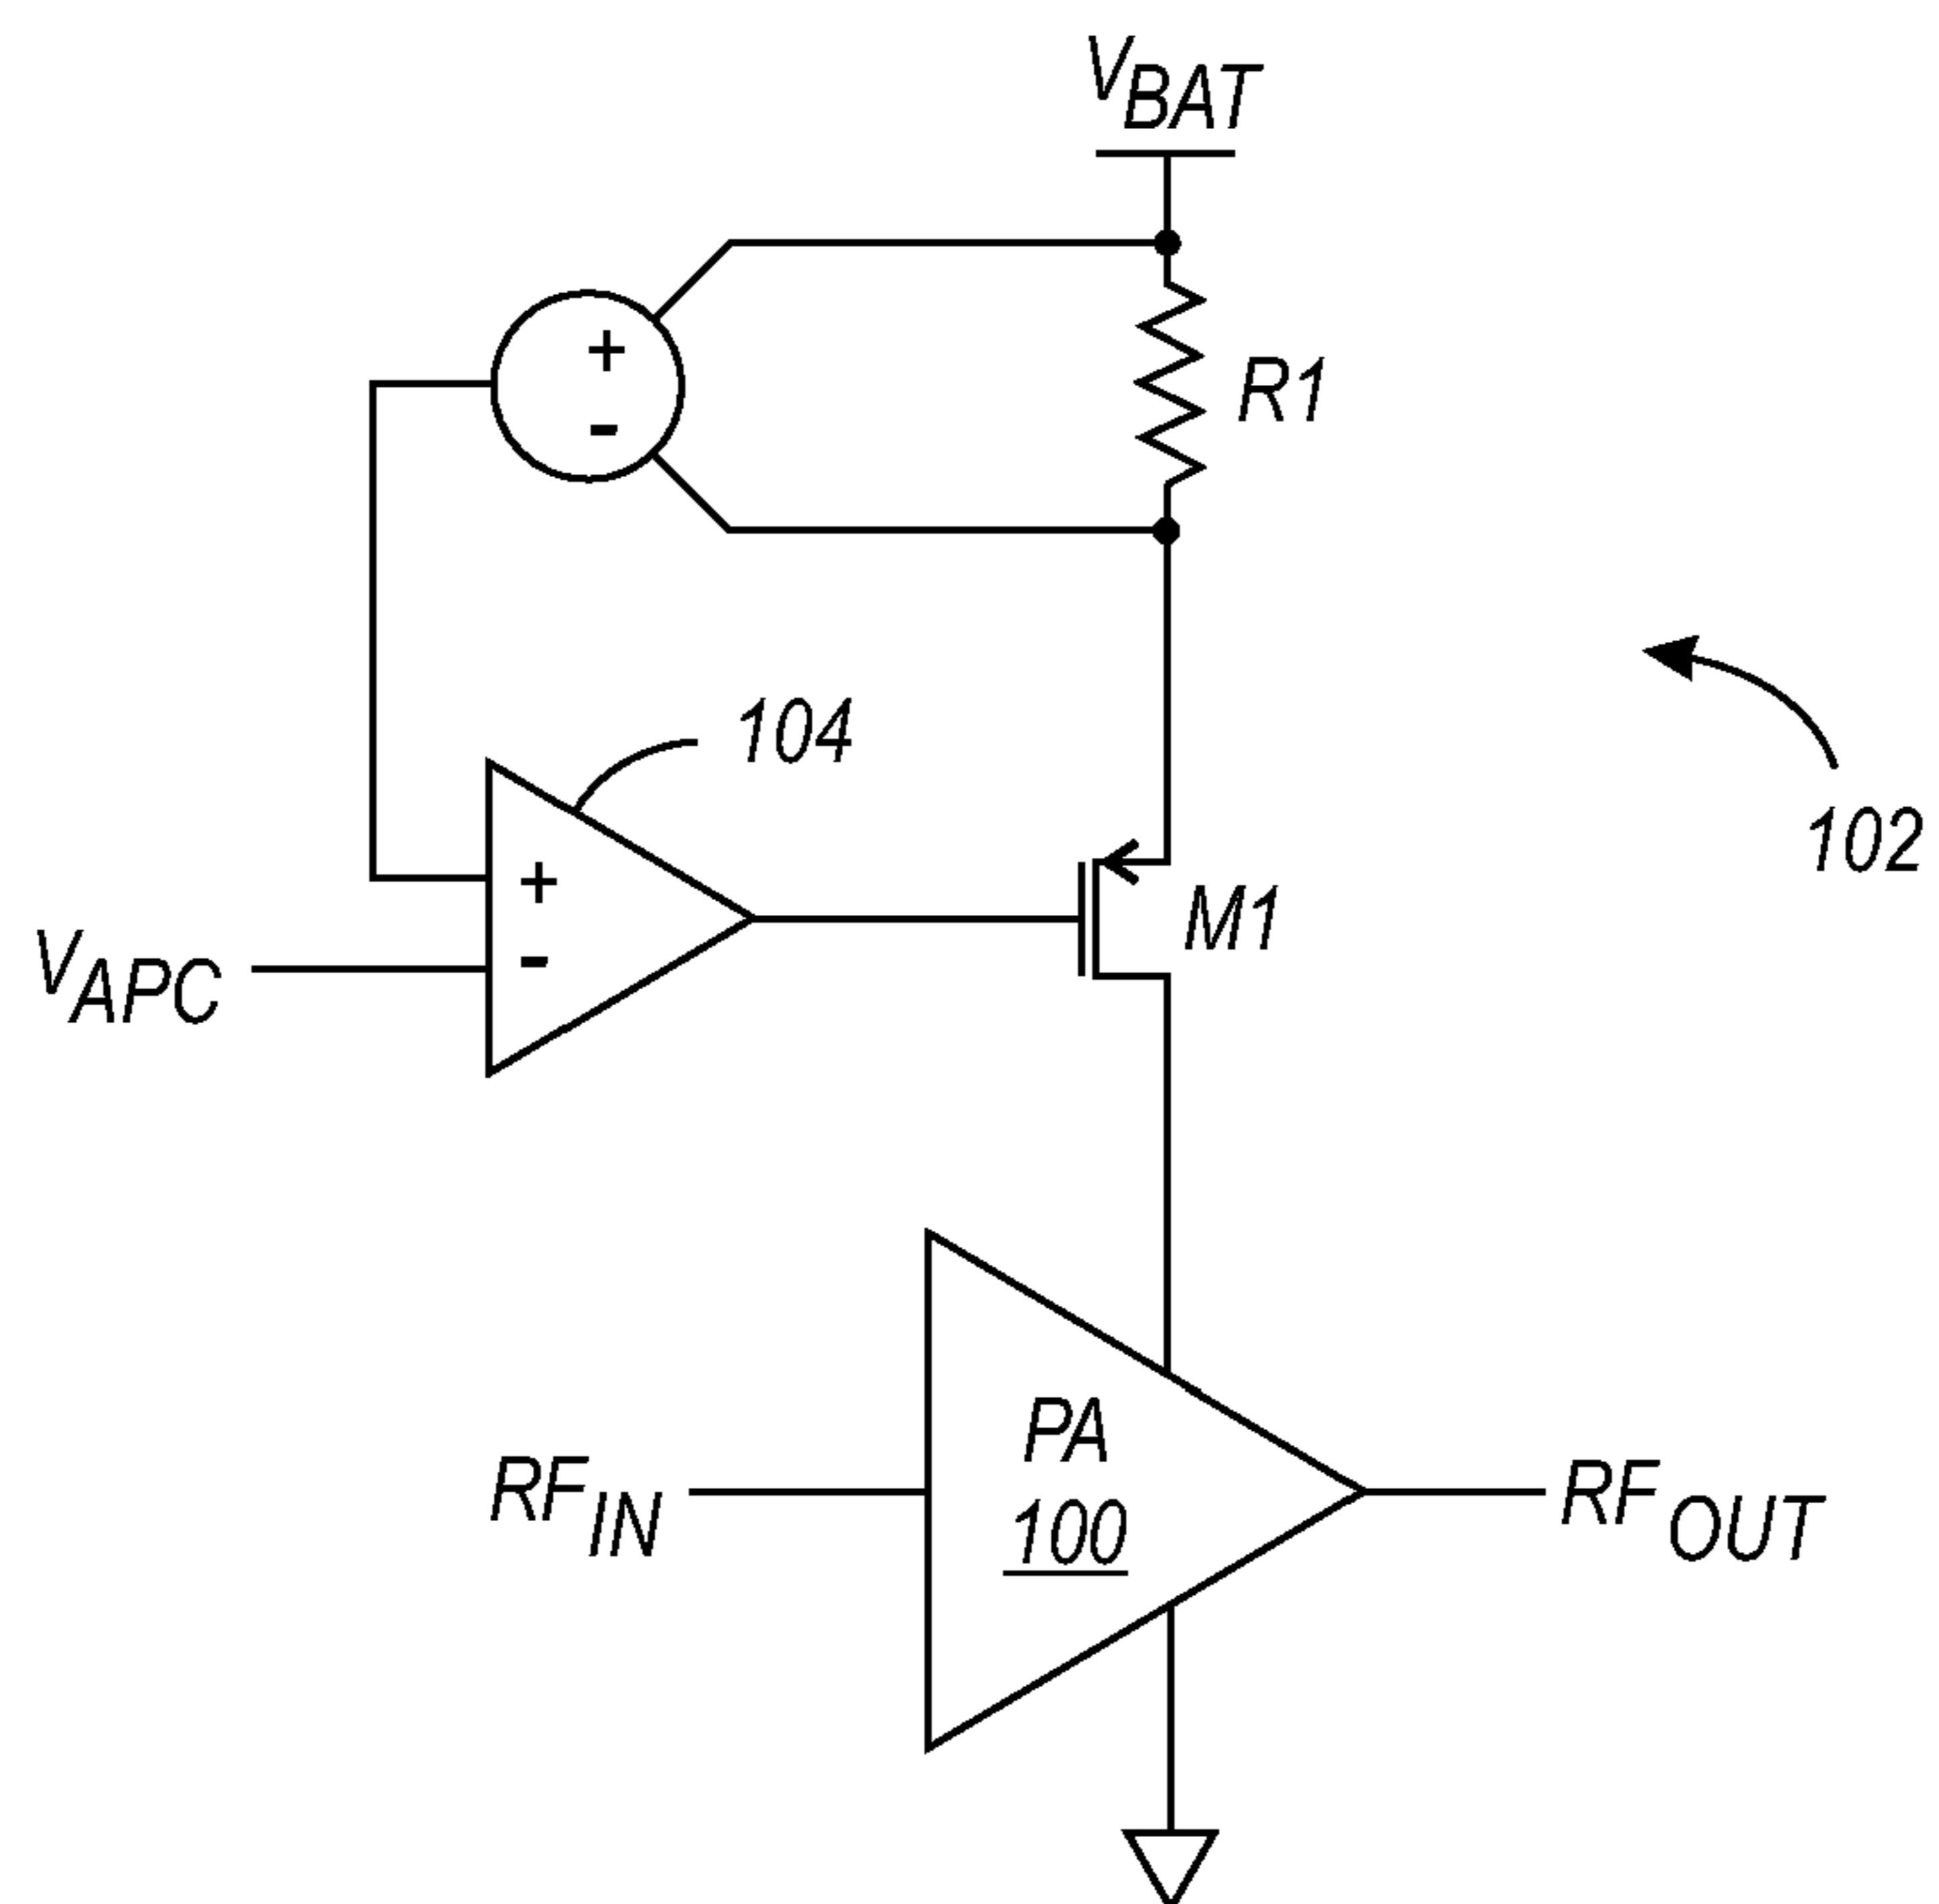 VBAT
+
-
R1
104
102
+
-
M1
VAPC
PA
100
RFIN
RFOUT